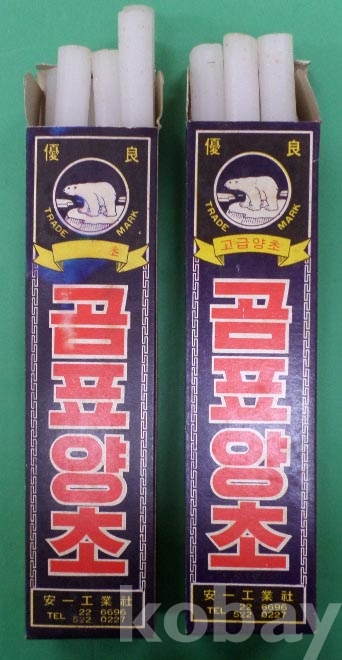 優 良
TRADE MARK
초
곰표양초
安一工業社
TEL 22 6696
522 0227
優 良
TRADE MARK
고급양초
곰표양초
安一工業社
TEL 22 6696
522 0227
kobay